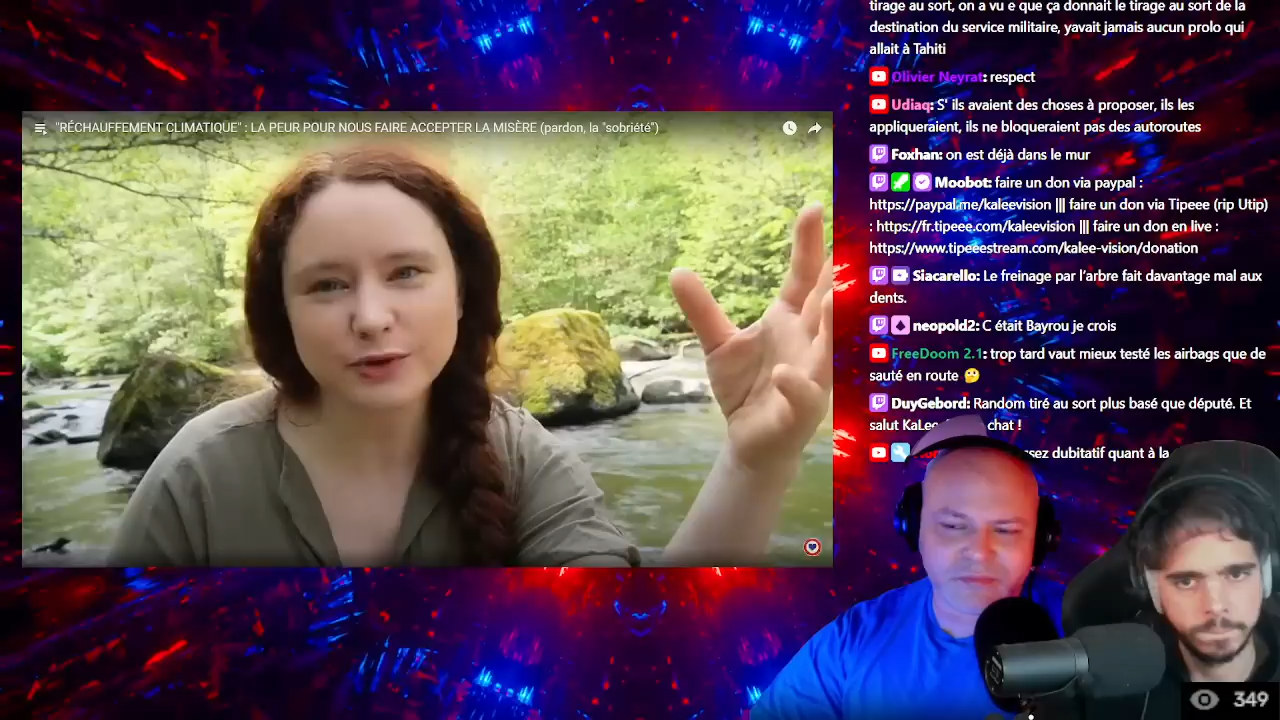 "RÉCHAUFFEMENT CLIMATIQUE" : LA PEUR POUR NOUS FAIRE ACCEPTER LA MISÈRE (pardon, la "sobriété")
tirage au sort, on a vu e que ça donnait le tirage au sort de la
destination du service militaire, yavait jamais aucun prolo qui
allait à Tahiti
Olivier Neyrat: respect
Udiaq: S' ils avaient des choses à proposer, ils les
appliqueraient, ils ne bloqueraient pas des autoroutes
Foxhan: on est déjà dans le mur
Moobot: faire un don via paypal :
https://paypal.me/kaleevision ||| faire un don via Tipeee (rip Utip)
: https://fr.tipeee.com/kaleevision ||| faire un don en live :
https://www.tipeeestream.com/kalee-vision/donation
Siacarello: Le freinage par l'arbre fait davantage mal aux
dents.
neopold2: C était Bayrou je crois
FreeDoom 2.1: trop tard vaut mieux testé les airbags que de
sauté en route 🤔
DuyGebord: Random tiré au sort plus basé que député. Et
salut chat !
dubitatif quant à la
349